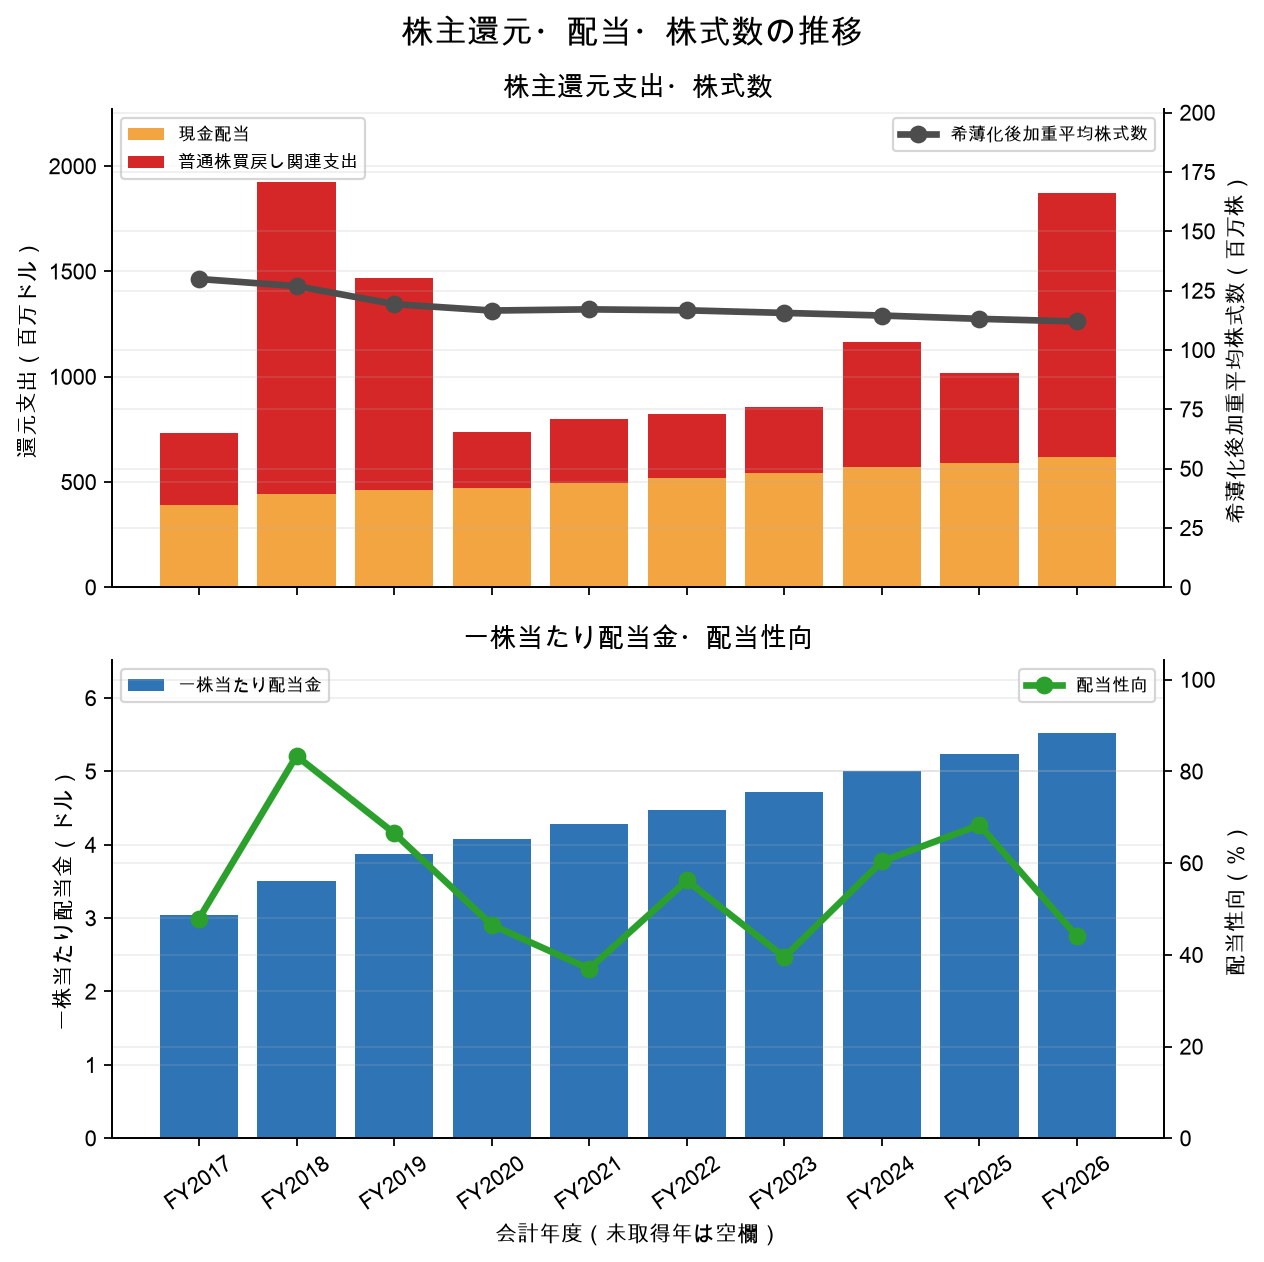 株主還元・配当・株式数の推移
株主還元支出・株式数
現金配当
普通株買戻し関連支出
希薄化後加重平均株式数
還元支出(百万ドル)
2000
1500
1000
500
0
200
175
150
125
100
75
50
25
0
希薄化後加重平均株式数(百万株)
一株当たり配当金・配当性向
一株当たり配当金
配当性向
一株当たり配当金(ドル)
6
5
4
3
2
1
0
100
80
60
40
20
0
配当性向(%)
FY2017
FY2018
FY2019
FY2020
FY2021
FY2022
FY2023
FY2024
FY2025
FY2026
会計年度(未取得年は空欄)